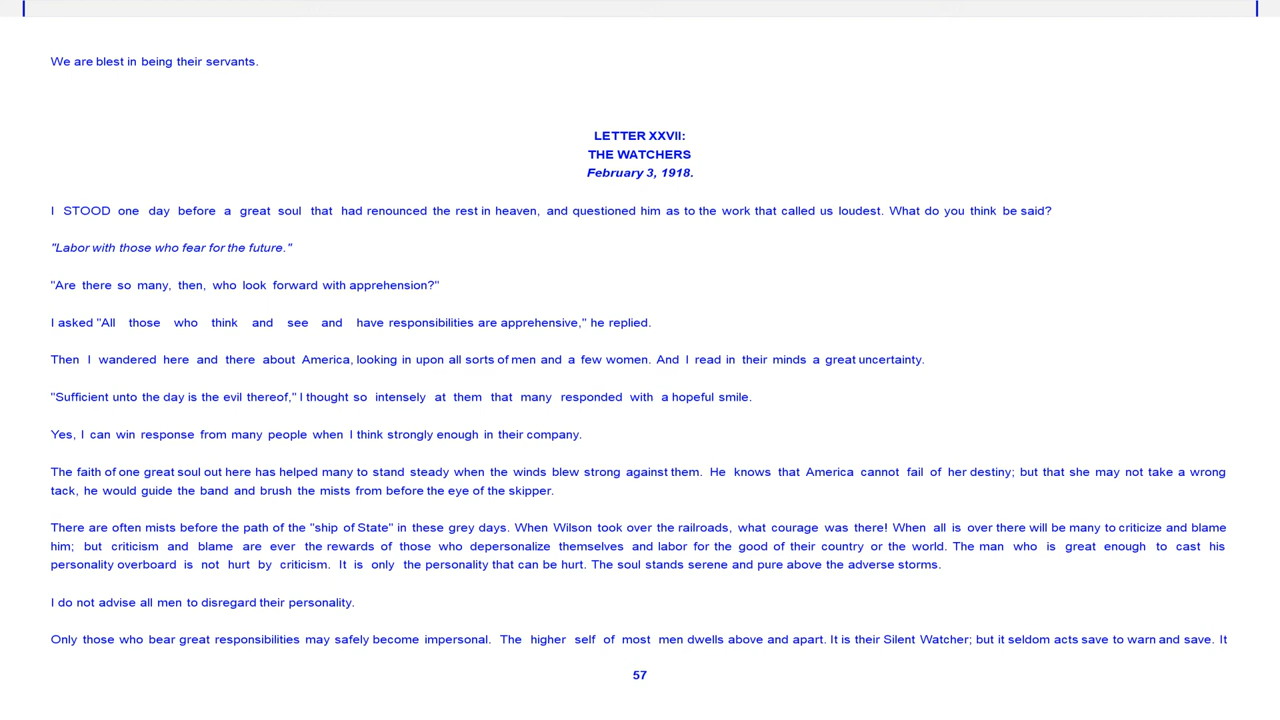 We are blest in being their servants.
LETTER XXVII:
THE WATCHERS
February 3, 1918.
I STOOD one day before a great soul that had renounced the rest in heaven, and questioned him as to the work that called us loudest. What do you think be said?
"Labor with those who fear for the future."
"Are there so many, then, who look forward with apprehension?"
I asked "All those who think and see and have responsibilities are apprehensive," he replied.
Then I wandered here and there about America, looking in upon all sorts of men and a few women. And I read in their minds a great uncertainty.
"Sufficient unto the day is the evil thereof," I thought so intensely at them that many responded with a hopeful smile.
Yes, I can win response from many people when I think strongly enough in their company.
The faith of one great soul out here has helped many to stand steady when the winds blew strong against them. He knows that America cannot fail of her destiny; but that she may not take a wrong
tack, he would guide the band and brush the mists from before the eye of the skipper.
There are often mists before the path of the "ship of State" in these grey days. When Wilson took over the railroads, what courage was there! When all is over there will be many to criticize and blame
him; but criticism and blame are ever the rewards of those who depersonalize themselves and labor for the good of their country or the world. The man who is great enough to cast his
personality overboard is not hurt by criticism. It is only the personality that can be hurt. The soul stands serene and pure above the adverse storms.
I do not advise all men to disregard their personality.
Only those who bear great responsibilities may safely become impersonal. The higher self of most men dwells above and apart. It is their Silent Watcher; but it seldom acts save to warn and save. It
57